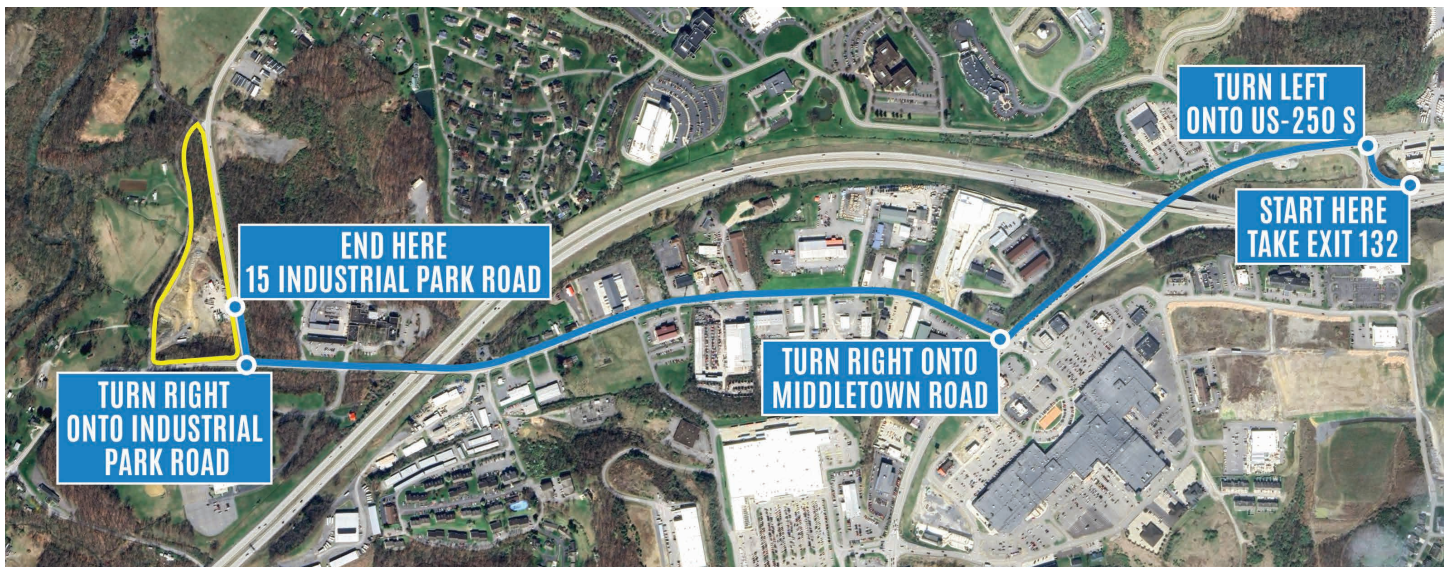 TURN LEFT
ONTO US-250 S
START HERE
TAKE EXIT 132
TURN RIGHT ONTO
MIDDLETOWN ROAD
TURN RIGHT
ONTO INDUSTRIAL
PARK ROAD
END HERE
15 INDUSTRIAL PARK ROAD